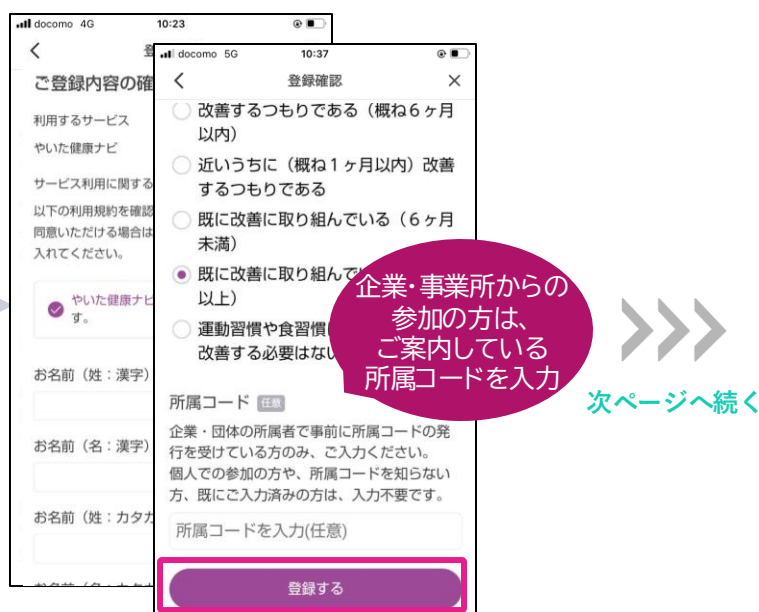 docomo 4G 10:23
ご登録内容の確
利用するサービス
やいた健康ナビ
サービス利用に関する
以下の利用規約を確認
同意いただける場合は
入れてください。
やいた健康ナビ
す。
お名前（姓：漢字）
お名前（名：漢字）
お名前（姓：カタカ
docomo 5G 10:37
登録確認
改善するつもりである（概ね６ヶ月
以内）
近いうちに（概ね１ヶ月以内）改善
するつもりである
既に改善に取り組んでいる（６ヶ月
未満）
既に改善に取り組んで
以上）
運動習慣や食習慣
改善する必要はな
所属コード 任意
企業・団体の所属者で事前に所属コードの発
行を受けている方のみ、ご入力ください。
個人での参加の方や、所属コードを知らない
方、既にご入力済みの方は、入力不要です。
所属コードを入力(任意)
登録する
企業・事業所からの
参加の方は、
ご案内している
所属コードを入力
次ページへ続く